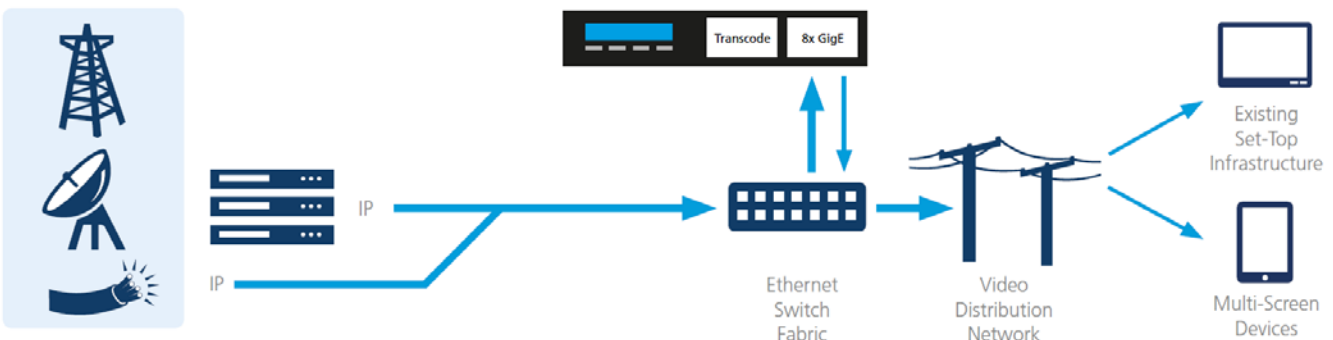 Transcode
8x GigE
IP
IP
Ethernet
Switch
Fabric
Video
Distribution
Network
Existing
Set-Top
Infrastructure
Multi-Screen
Devices